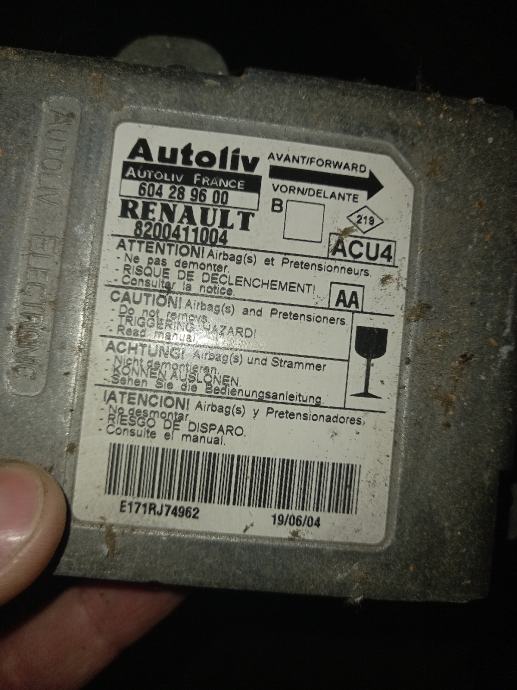 Autoliv
AUTOLIV FRANCE
604 28 96 00
RENAULT
8200411004
AVANT/FORWARD
VORN/DELANTE
B
219
ACU4
ATTENTION! Airbag(s) et Pretensionneurs.
- Ne pas demonter.
- RISQUE DE DECLENCHEMENT!
- Consulter la notice.
AA
CAUTION! Airbag(s) and Pretensioners
- Do not remove.
- TRIGGERING HAZARD!
- Read manual
ACHTUNG! Airbag(s) und Strammer
- Nicht demontieren.
- KONNEN AUSLONEN.
- Sehen Sie die Bedienungsanleitung
¡ATENCION! Airbag(s) y Pretensionadores
- No desmontar.
- RIESGO DE DISPARO.
- Consulte el manual.
E171RJ74962
19/06/04
AUTOLIV